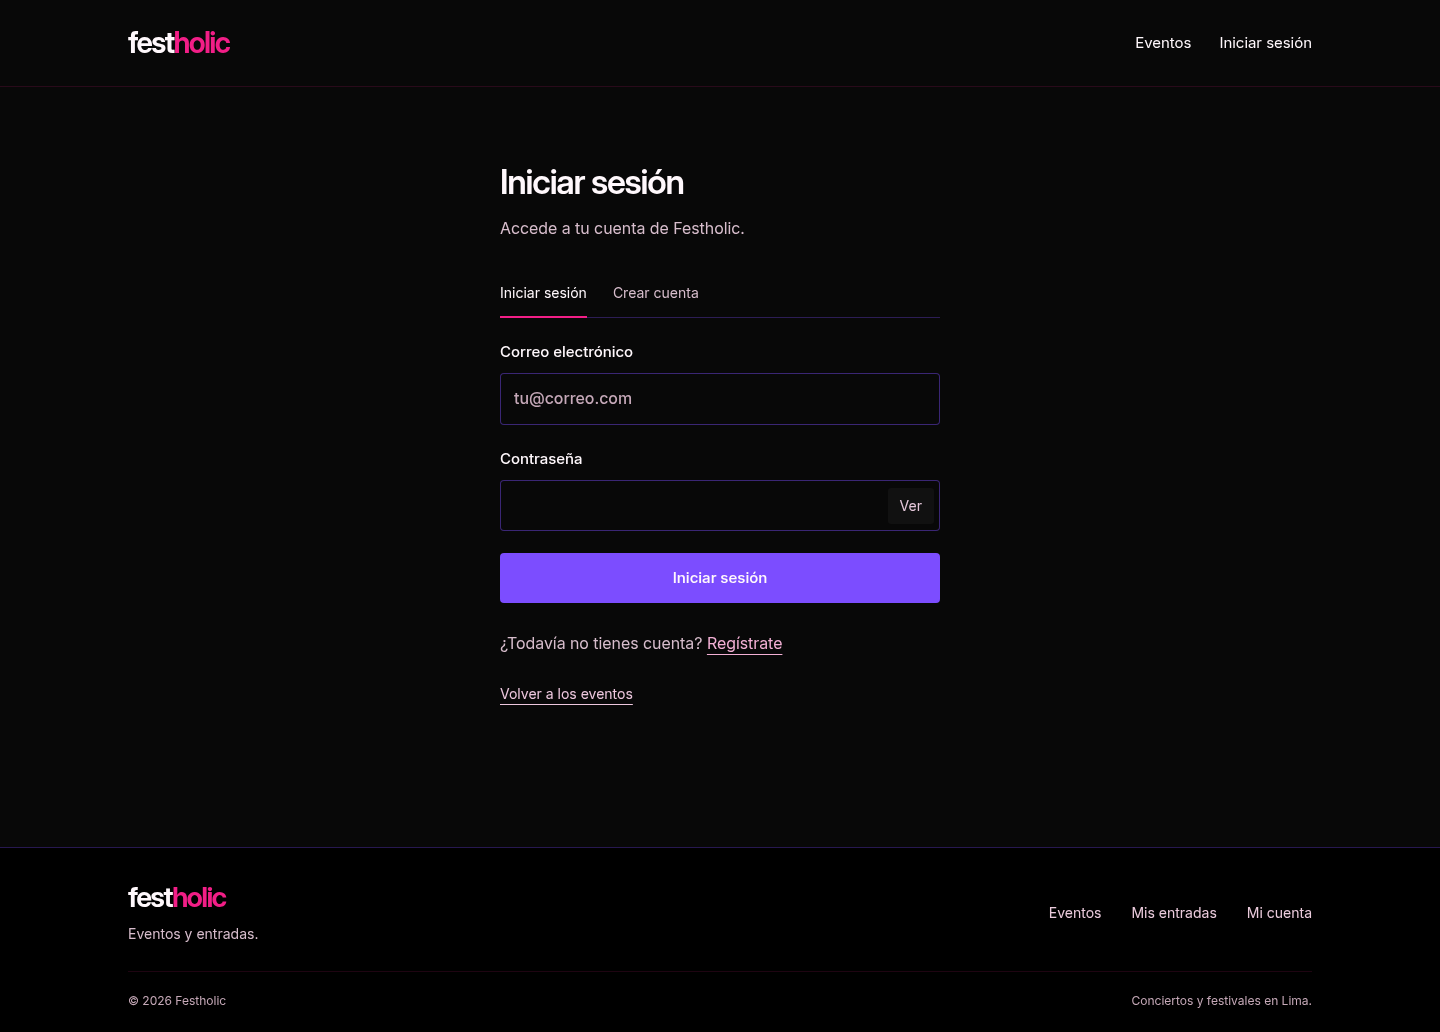 festholic
Eventos
Iniciar sesión
Iniciar sesión
Accede a tu cuenta de Festholic.
Iniciar sesión
Crear cuenta
Correo electrónico
tu@correo.com
Contraseña
Ver
Iniciar sesión
¿Todavía no tienes cuenta? Regístrate
Volver a los eventos
festholic
Eventos y entradas.
Eventos
Mis entradas
Mi cuenta
© 2026 Festholic
Conciertos y festivales en Lima.